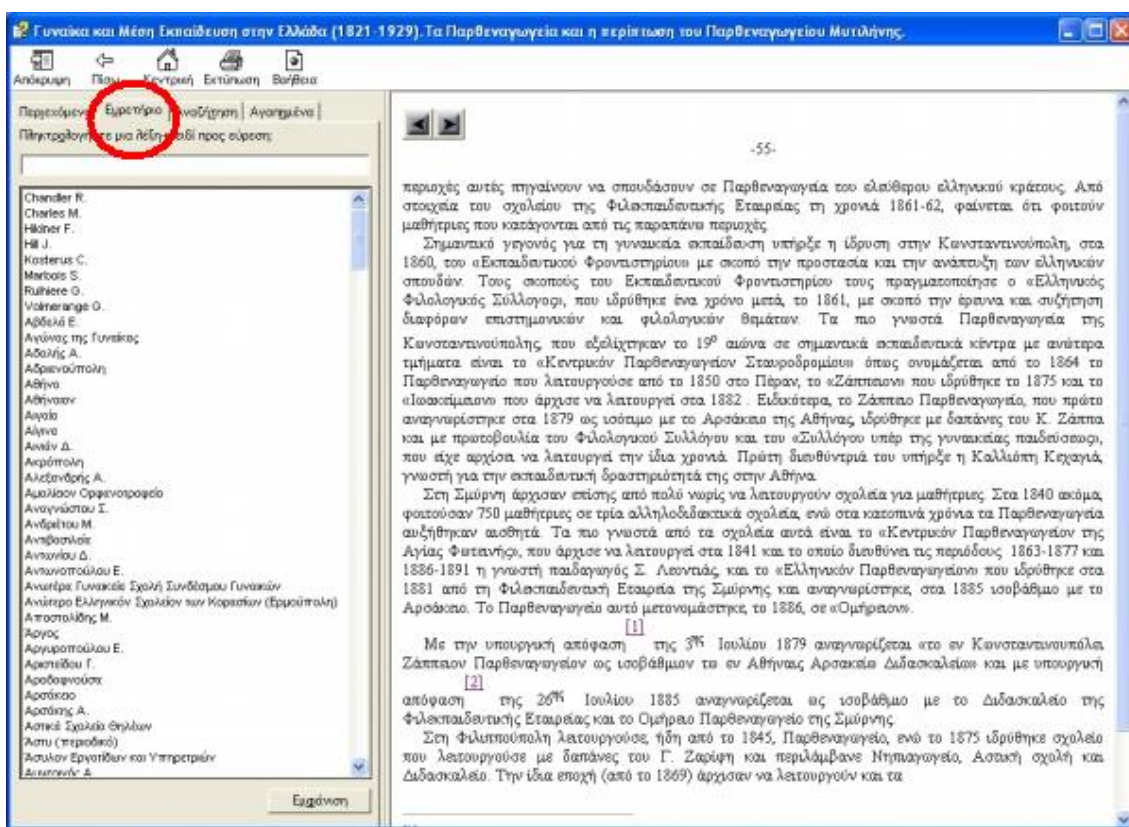 Γυναίκα και Μέση Εκπαίδευση στην Ελλάδα (1821-1929). Τα Παρθεναγωγεία και η περίπτωση του Παρθεναγωγείου Μυτιλήνης.
Απόκρυψη Πίσω Κεντρική Εκτύπωση Βοήθεια
Περιεχόμενα Ευρετήριο Αναζήτηση Αγαπημένα
Πληκτρολογήστε μια λέξη-κλειδί προς εύρεση:
Chandler R.
Charles M.
Hikiner F.
Hill J.
Kosterus C.
Marbois S.
Rulhiere G.
Volmerange G.
Αβδελά Ε.
Αγώνας της Γυναίκας
Αδαλής Α.
Αδριανούπολη
Αθήνα
Αθήναιον
Αιγαίο
Αίγινα
Αινιάν Δ.
Ακρόπολη
Αλεξανδρής Α.
Αμαλίειον Ορφανοτροφείο
Αναγνώστου Σ.
Ανδρέου Μ.
Αντιβασιλεία
Αντωνίου Δ.
Αντωνοπούλου Ε.
Ανωτέρα Γυναικεία Σχολή Συνδέσμου Γυναικών
Ανώτερο Ελληνικόν Σχολείον των Κορασίων (Ερμούπολη)
Αποστολίδης Μ.
Άργος
Αργυροπούλου Ε.
Αριστείδου Γ.
Αροδαφνούσα
Αρσάκειο
Αρσάκης Α.
Αστικά Σχολεία Θηλέων
Άστυ (περιοδικό)
Άσυλον Εργατίδων και Υπηρετριών
Εμφάνιση
-55-
περιοχές αυτές πηγαίνουν να σπουδάσουν σε Παρθεναγωγεία του ελεύθερου ελληνικού κράτους. Από
στοιχεία του σχολείου της Φιλεκπαιδευτικής Εταιρείας τη χρονιά 1861-62, φαίνεται ότι φοιτούν
μαθήτριες που κατάγονται από τις παραπάνω περιοχές.
Σημαντικό γεγονός για τη γυναικεία εκπαίδευση υπήρξε η ίδρυση στην Κωνσταντινούπολη, στα
1860, του «Εκπαιδευτικού Φροντιστηρίου» με σκοπό την προστασία και την ανάπτυξη των ελληνικών
σπουδών. Τους σκοπούς του Εκπαιδευτικού Φροντιστηρίου τους πραγματοποίησε ο «Ελληνικός
Φιλολογικός Σύλλογος», που ιδρύθηκε ένα χρόνο μετά, το 1861, με σκοπό την έρευνα και συζήτηση
διαφόρων επιστημονικών και φιλολογικών θεμάτων. Τα πιο γνωστά Παρθεναγωγεία της
Κωνσταντινούπολης, που εξελίχτηκαν το 19ο αιώνα σε σημαντικά εκπαιδευτικά κέντρα με ανώτερα
τμήματα είναι το «Κεντρικόν Παρθεναγωγείον Σταυροδρομίου» όπως ονομάζεται από το 1864 το
Παρθεναγωγείο που λειτουργούσε από το 1850 στο Πέραν, το «Ζάππειον» που ιδρύθηκε το 1875 και το
«Ιωακείμειον» που άρχισε να λειτουργεί στα 1882 . Ειδικότερα, το Ζάππειο Παρθεναγωγείο, που πρώτο
αναγνωρίστηκε στα 1879 ως ισότιμο με το Αρσάκειο της Αθήνας, ιδρύθηκε με δαπάνες του Κ. Ζάππα
και με πρωτοβουλία του Φιλολογικού Συλλόγου και του «Συλλόγου υπέρ της γυναικείας παιδεύσεως»,
που είχε αρχίσει να λειτουργεί την ίδια χρονιά. Πρώτη διευθύντριά του υπήρξε η Καλλιόπη Κεχαγιά,
γνωστή για την εκπαιδευτική δραστηριότητά της στην Αθήνα.
Στη Σμύρνη άρχισαν επίσης από πολύ νωρίς να λειτουργούν σχολεία για μαθήτριες. Στα 1840 ακόμα,
φοιτούσαν 750 μαθήτριες σε τρία αλληλοδιδακτικά σχολεία, ενώ στα κατοπινά χρόνια τα Παρθεναγωγεία
αυξήθηκαν αισθητά. Τα πιο γνωστά από τα σχολεία αυτά είναι το «Κεντρικόν Παρθεναγωγείον της
Αγίας Φωτεινής», που άρχισε να λειτουργεί στα 1841 και το οποίο διευθύνει τις περιόδους 1863-1877 και
1886-1891 η γνωστή παιδαγωγός Σ. Λεοντιάς, και το «Ελληνικόν Παρθεναγωγείον» που ιδρύθηκε στα
1881 από τη Φιλεκπαιδευτική Εταιρεία της Σμύρνης και αναγνωρίστηκε, στα 1885 ισοβάθμιο με το
Αρσάκειο. Το Παρθεναγωγείο αυτό μετονομάστηκε, το 1886, σε «Ομήρειον».
Με την υπουργική απόφαση [1] της 3ης Ιουλίου 1879 αναγνωρίζεται «το εν Κωνσταντινουπόλει
Ζάππειον Παρθεναγωγείον ως ισοβάθμιον τω εν Αθήναις Αρσακείω Διδασκαλείω» και με υπουργική
απόφαση [2] της 26ης Ιουλίου 1885 αναγνωρίζεται ως ισοβάθμιο με το Διδασκαλείο της
Φιλεκπαιδευτικής Εταιρείας και το Ομήρειο Παρθεναγωγείο της Σμύρνης.
Στη Φιλιππούπολη λειτουργούσε, ήδη από το 1845, Παρθεναγωγείο, ενώ το 1875 ιδρύθηκε σχολείο
που λειτουργούσε με δαπάνες του Γ. Ζαρίφη και περιλάμβανε Νηπιαγωγείο, Αστική σχολή και
Διδασκαλείο. Την ίδια εποχή (από το 1869) άρχισαν να λειτουργούν και τα